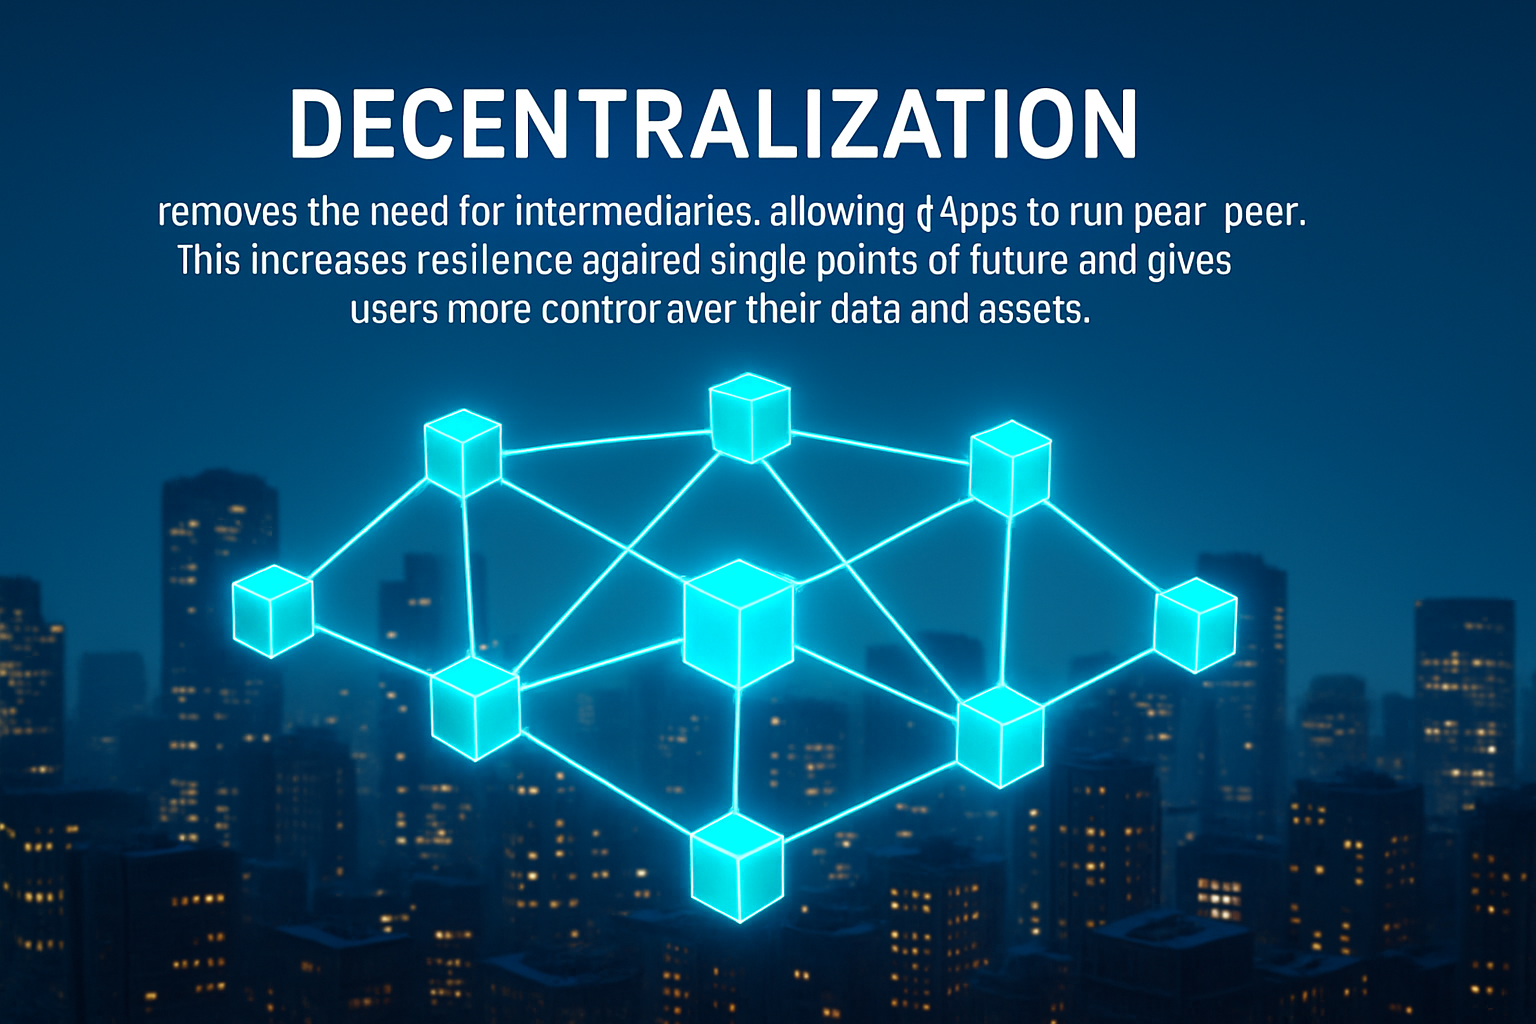 DECENTRALIZATION
removes the need for intermediaries. allowing dApps to run pear peer.
This increases resilence agaired single points of future and gives
users more contror aver their data and assets.